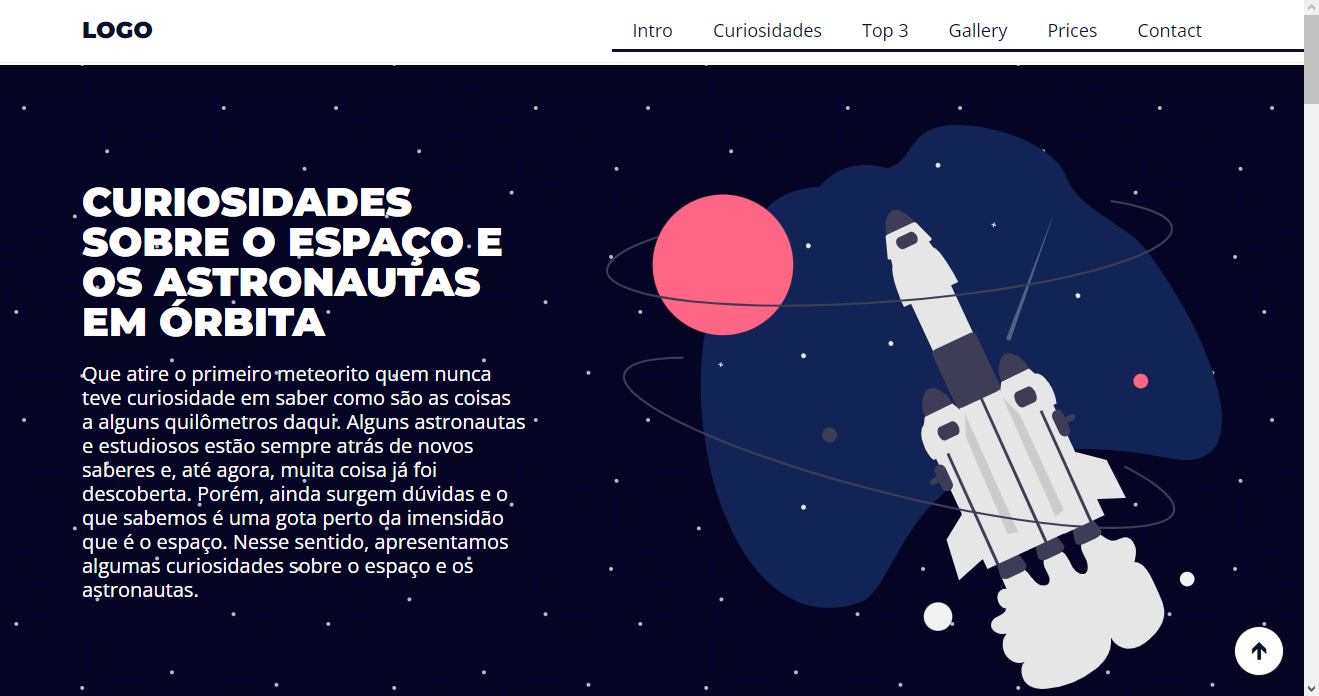 LOGO
Intro Curiosidades Top 3 Gallery Prices Contact
CURIOSIDADES
SOBRE O ESPAÇO E
OS ASTRONAUTAS
EM ÓRBITA
Que atire o primeiro meteorito quem nunca
teve curiosidade em saber como são as coisas
a alguns quilômetros daqui. Alguns astronautas
e estudiosos estão sempre atrás de novos
saberes e, até agora, muita coisa já foi
descoberta. Porém, ainda surgem dúvidas e o
que sabemos é uma gota perto da imensidão
que é o espaço. Nesse sentido, apresentamos
algumas curiosidades sobre o espaço e os
astronautas.